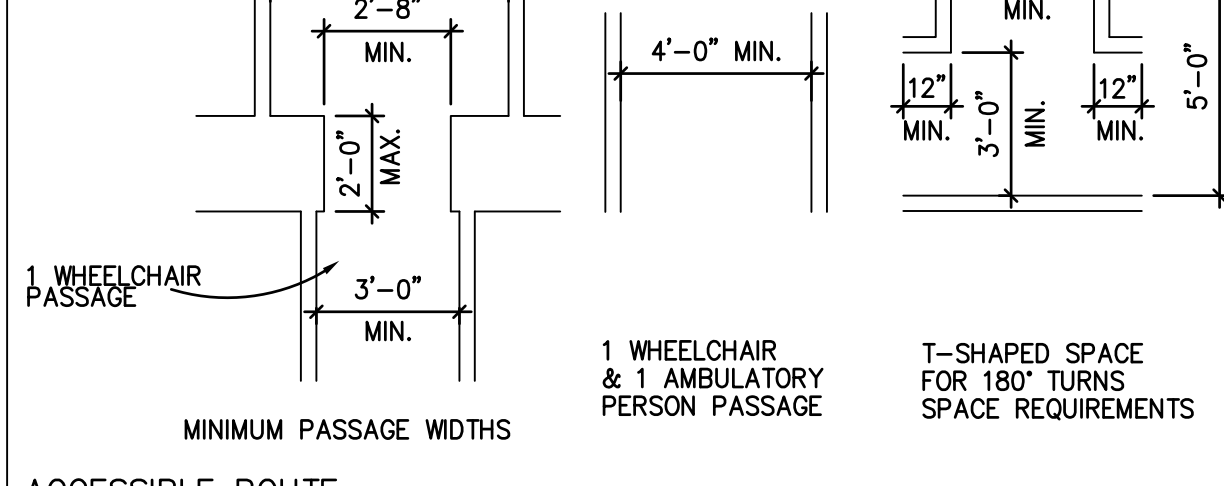 2'-8"
MIN.
2'-0"
MAX.
1 WHEELCHAIR
PASSAGE
3'-0"
MIN.
MINIMUM PASSAGE WIDTHS
4'-0" MIN.
1 WHEELCHAIR
& 1 AMBULATORY
PERSON PASSAGE
MIN.
12"
MIN.
3'-0"
MIN.
12"
MIN.
5'-0"
T-SHAPED SPACE
FOR 180° TURNS
SPACE REQUIREMENTS
ACCESSIBLE ROUTE